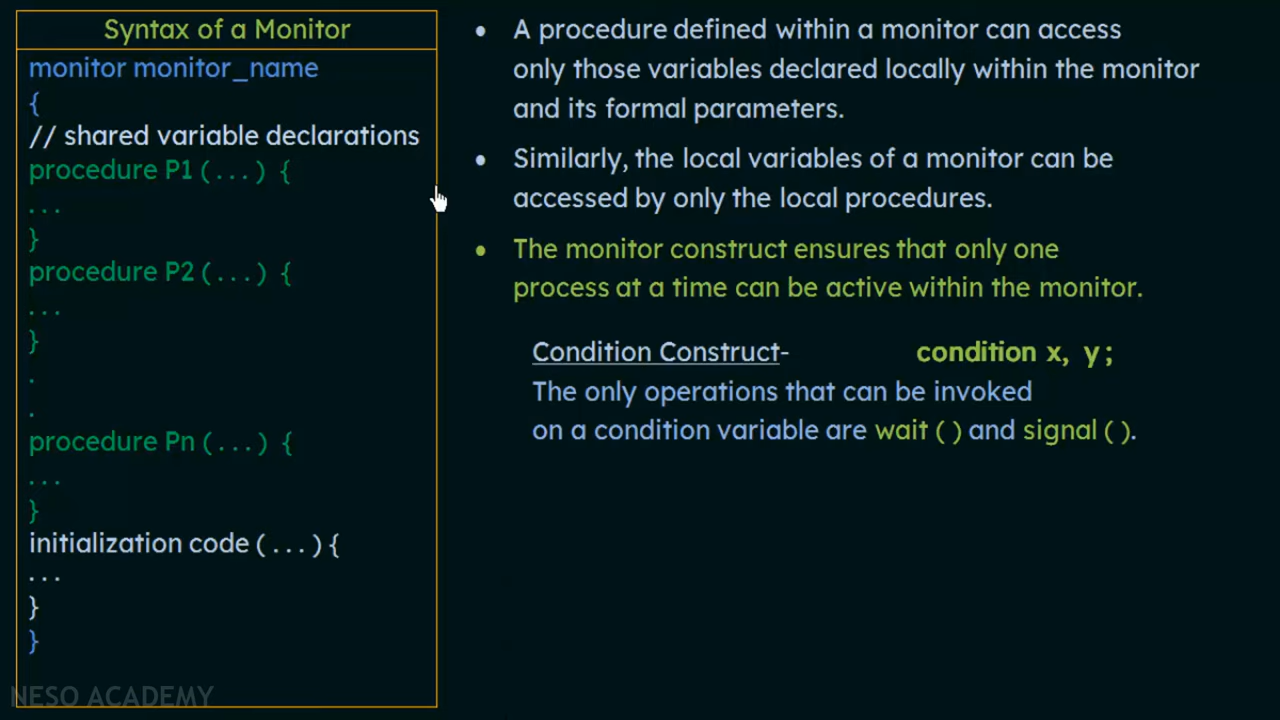 Syntax of a Monitor
monitor monitor_name
{
// shared variable declarations
procedure P1 (...) {
...
}
procedure P2 (...) {
...
}
.
.
procedure Pn (...) {
...
}
initialization code (...) {
...
}
}
NESO ACADEMY
• A procedure defined within a monitor can access
only those variables declared locally within the monitor
and its formal parameters.
• Similarly, the local variables of a monitor can be
accessed by only the local procedures.
• The monitor construct ensures that only one
process at a time can be active within the monitor.
Condition Construct- condition x, y;
The only operations that can be invoked
on a condition variable are wait () and signal ().